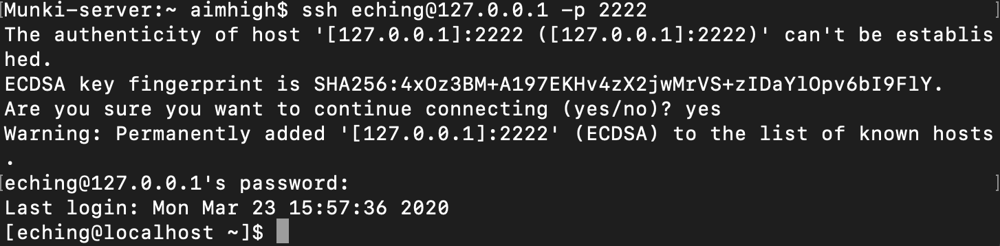 [Munki-server:~ aimhigh$ ssh eching@127.0.0.1 -p 2222 ]
The authenticity of host '[127.0.0.1]:2222 ([127.0.0.1]:2222)' can't be establis
hed.
ECDSA key fingerprint is SHA256:4xOz3BM+A197EKHv4zX2jwMrVS+zIDaYlOpv6bI9FlY.
Are you sure you want to continue connecting (yes/no)? yes
Warning: Permanently added '[127.0.0.1]:2222' (ECDSA) to the list of known hosts
.
[eching@127.0.0.1's password: ]
Last login: Mon Mar 23 15:57:36 2020
[eching@localhost ~]$